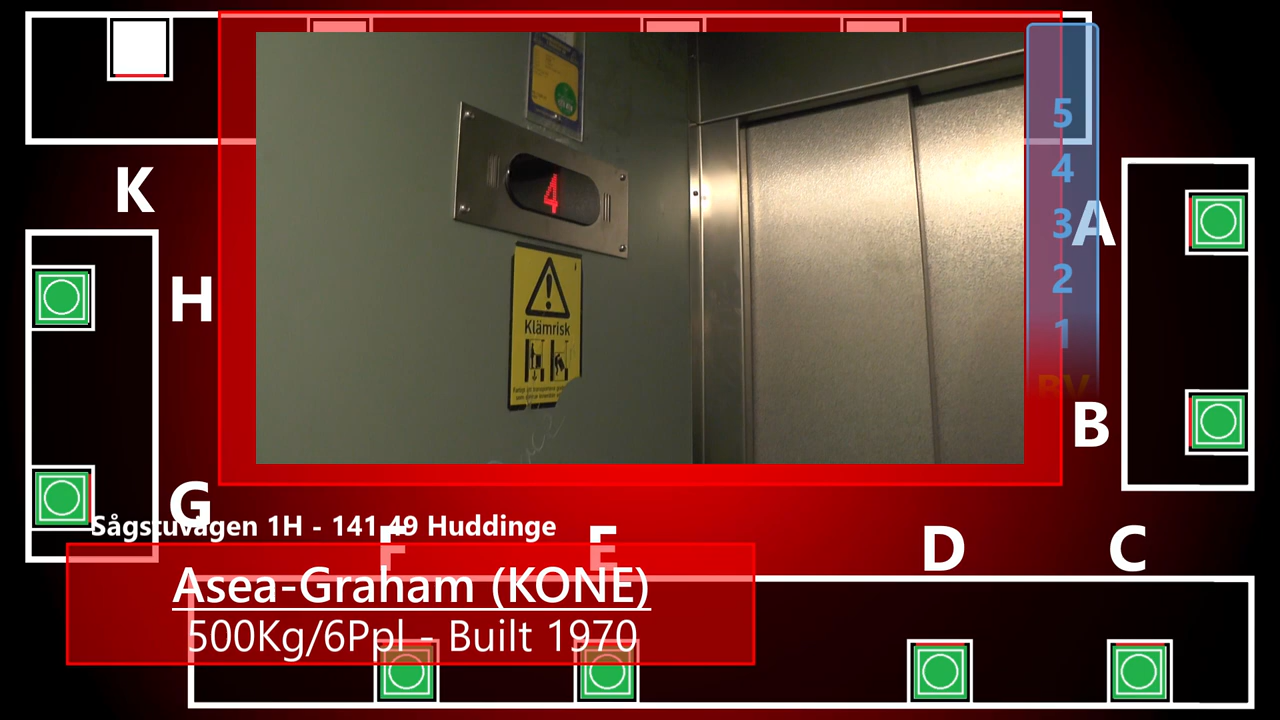 K
H
G
5
4
3
2
1
BV
A
B
4
Klämrisk
Sågstuvägen 1H - 141 49 Huddinge
F
E
D
C
Asea-Graham (KONE)
500Kg/6Ppl - Built 1970